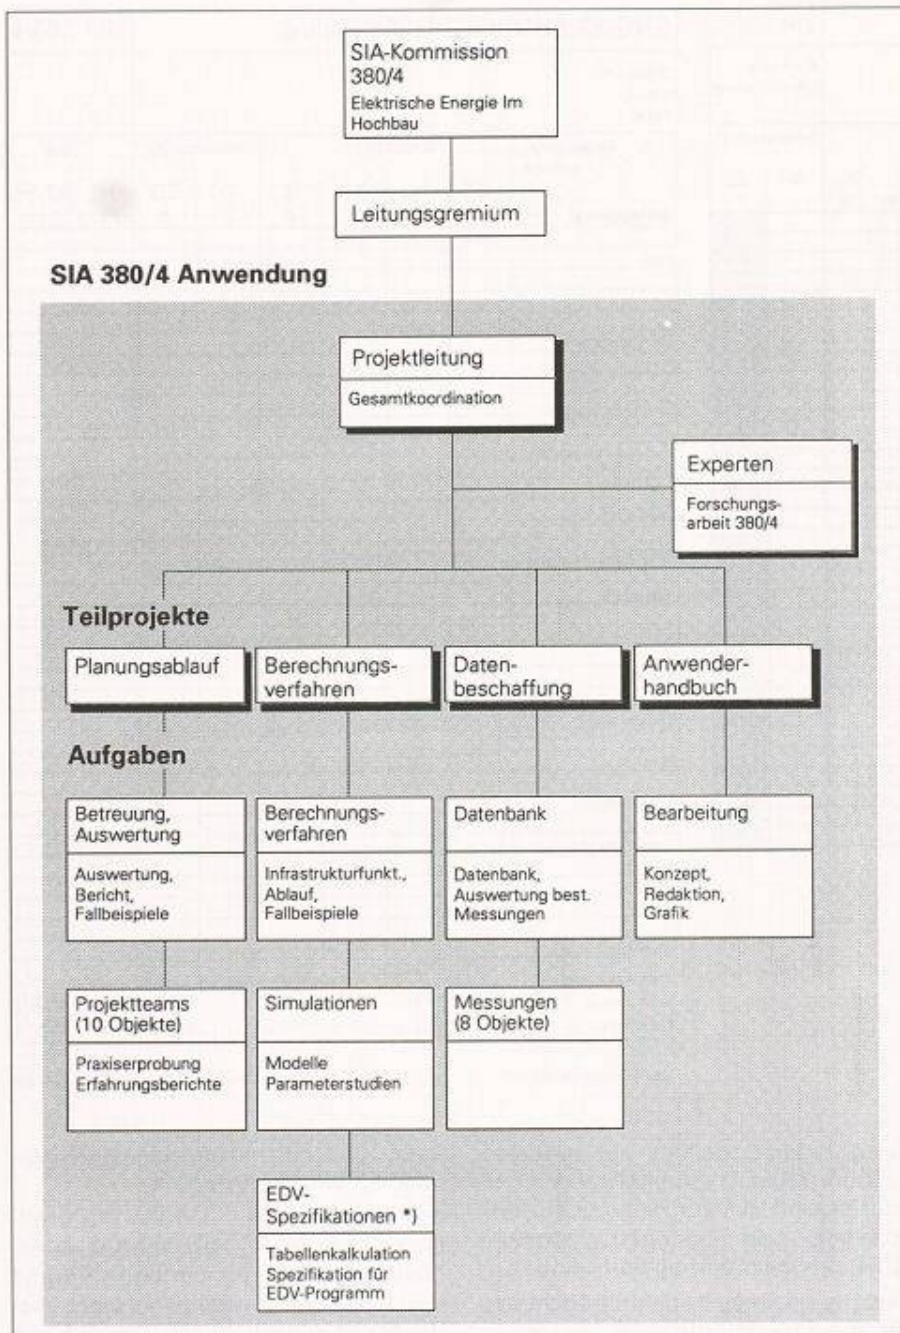 SIA-Kommission
380/4
Elektrische Energie Im
Hochbau
Leitungsgremium
SIA 380/4 Anwendung
Projektleitung
Gesamtkoordination
Experten
Forschungs-
arbeit 380/4
Teilprojekte
Planungsablauf
Berechnungs-
verfahren
Daten-
beschaffung
Anwender-
handbuch
Aufgaben
Betreuung,
Auswertung
Auswertung,
Bericht,
Fallbeispiele
Berechnungs-
verfahren
Infrastrukturfunkt.,
Ablauf,
Fallbeispiele
Datenbank
Datenbank,
Auswertung best.
Messungen
Bearbeitung
Konzept,
Redaktion,
Grafik
Projektteams
(10 Objekte)
Praxiserprobung
Erfahrungsberichte
Simulationen
Modelle
Parameterstudien
Messungen
(8 Objekte)
EDV-
Spezifikationen *)
Tabellenkalkulation
Spezifikation für
EDV-Programm